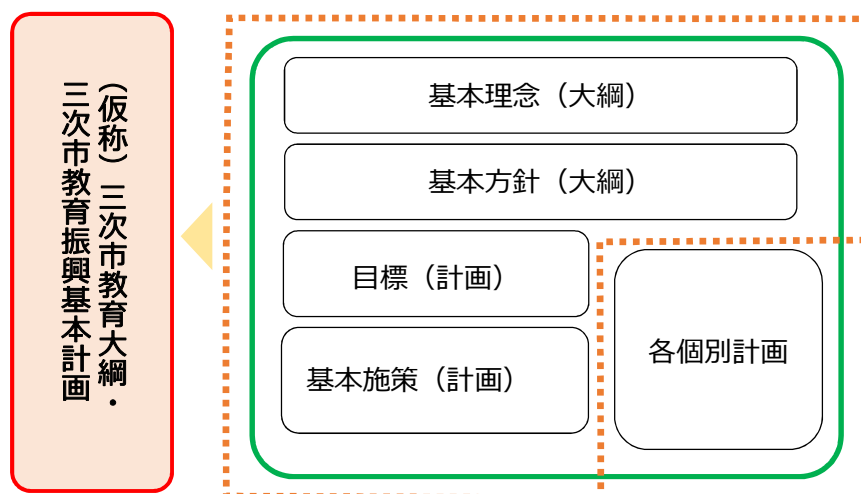 （仮称）三次市教育大綱・
三次市教育振興基本計画
基本理念（大綱）
基本方針（大綱）
目標（計画）
基本施策（計画）
各個別計画